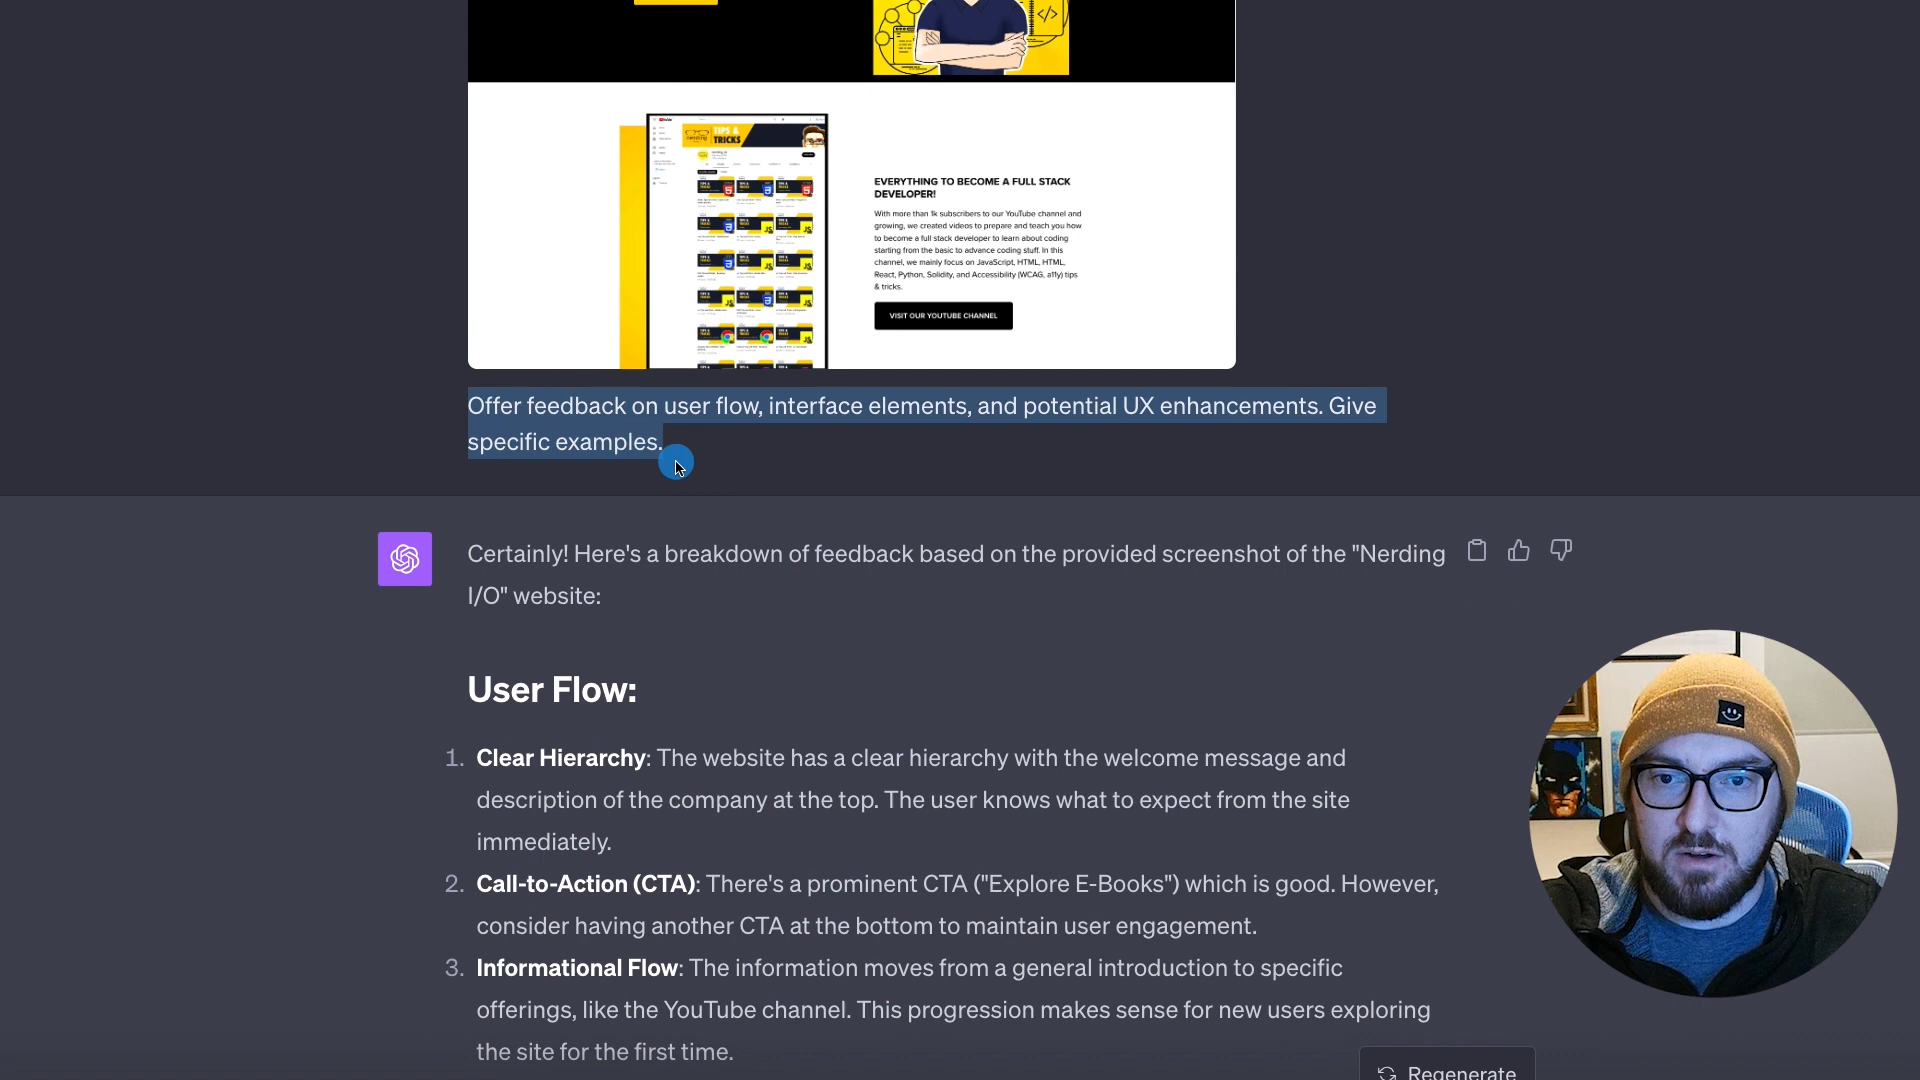 </>
TIPS &
TRICKS
EVERYTHING TO BECOME A FULL STACK
DEVELOPER!
With more than 1k subscribers to our YouTube channel and
growing, we created videos to prepare and teach you how
to become a full stack developer to learn about coding
starting from the basic to advance coding stuff. In this
channel, we mainly focus on JavaScript, HTML, HTML,
React, Python, Solidity, and Accessibility (WCAG, a11y) tips
& tricks.
VISIT OUR YOUTUBE CHANNEL
Offer feedback on user flow, interface elements, and potential UX enhancements. Give
specific examples.
Certainly! Here's a breakdown of feedback based on the provided screenshot of the "Nerding
I/O" website:
User Flow:
1. Clear Hierarchy: The website has a clear hierarchy with the welcome message and
description of the company at the top. The user knows what to expect from the site
immediately.
2. Call-to-Action (CTA): There's a prominent CTA ("Explore E-Books") which is good. However,
consider having another CTA at the bottom to maintain user engagement.
3. Informational Flow: The information moves from a general introduction to specific
offerings, like the YouTube channel. This progression makes sense for new users exploring
the site for the first time.
Regenerate